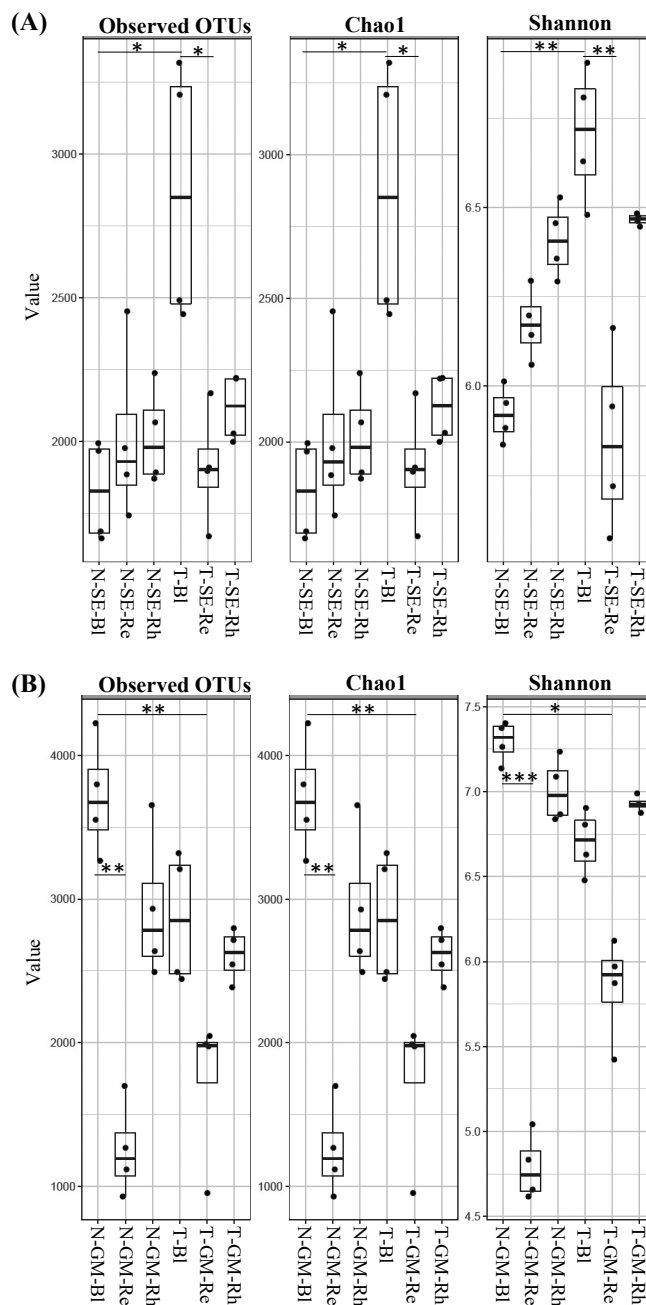 (A)
Observed OTUs Chao1 Shannon
* * * * ** **
Value
3000 3000
2500 2500
2000 2000
6.5
6.0
N-SE-Bl N-SE-Re N-SE-Rh T-Bl T-SE-Re T-SE-Rh
N-SE-Bl N-SE-Re N-SE-Rh T-Bl T-SE-Re T-SE-Rh
N-SE-Bl N-SE-Re N-SE-Rh T-Bl T-SE-Re T-SE-Rh
(B)
Observed OTUs Chao1 Shannon
** ** *
** ** ***
Value
4000 4000
3000 3000
2000 2000
1000 1000
7.5
7.0
6.5
6.0
5.5
5.0
4.5
N-GM-Bl N-GM-Re N-GM-Rh T-Bl T-GM-Re T-GM-Rh
N-GM-Bl N-GM-Re N-GM-Rh T-Bl T-GM-Re T-GM-Rh
N-GM-Bl N-GM-Re N-GM-Rh T-Bl T-GM-Re T-GM-Rh